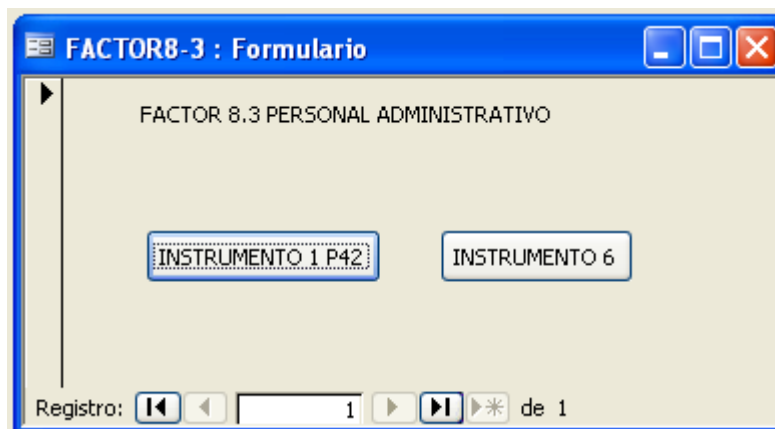 FACTOR8-3 : Formulario
FACTOR 8.3 PERSONAL ADMINISTRATIVO
INSTRUMENTO 1 P42 INSTRUMENTO 6
Registro: 1 de 1